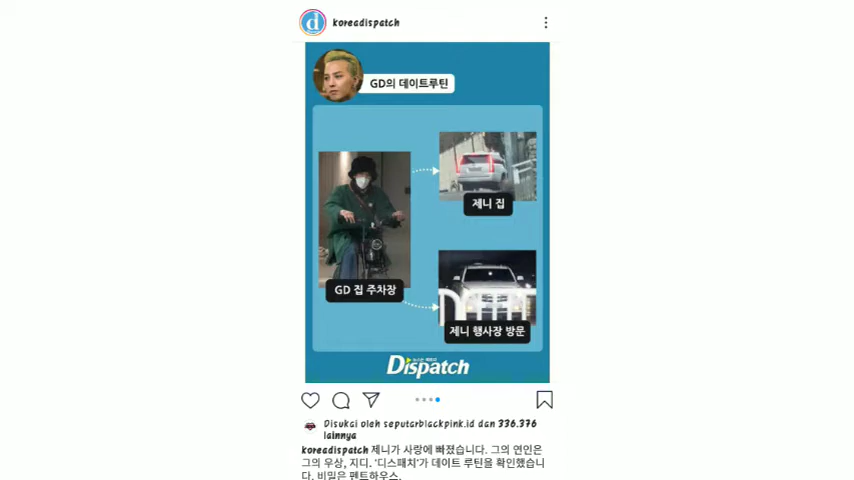 koreadispatch
GD의 데이트루틴
제니 집
GD 집 주차장
제니 행사장 방문
Dispatch
Disukai oleh seputarblackpink.id dan 336.376
lainnya
koreadispatch 제니가 사랑에 빠졌습니다. 그의 연인은
그의 우상, 지디. '디스패치'가 데이트 루틴을 확인했습니
다. 비밀은 펜트하우스.